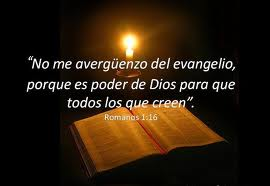 “No me avergüenzo del evangelio,
porque es poder de Dios para que
todos los que creen”.
Romanos 1:16